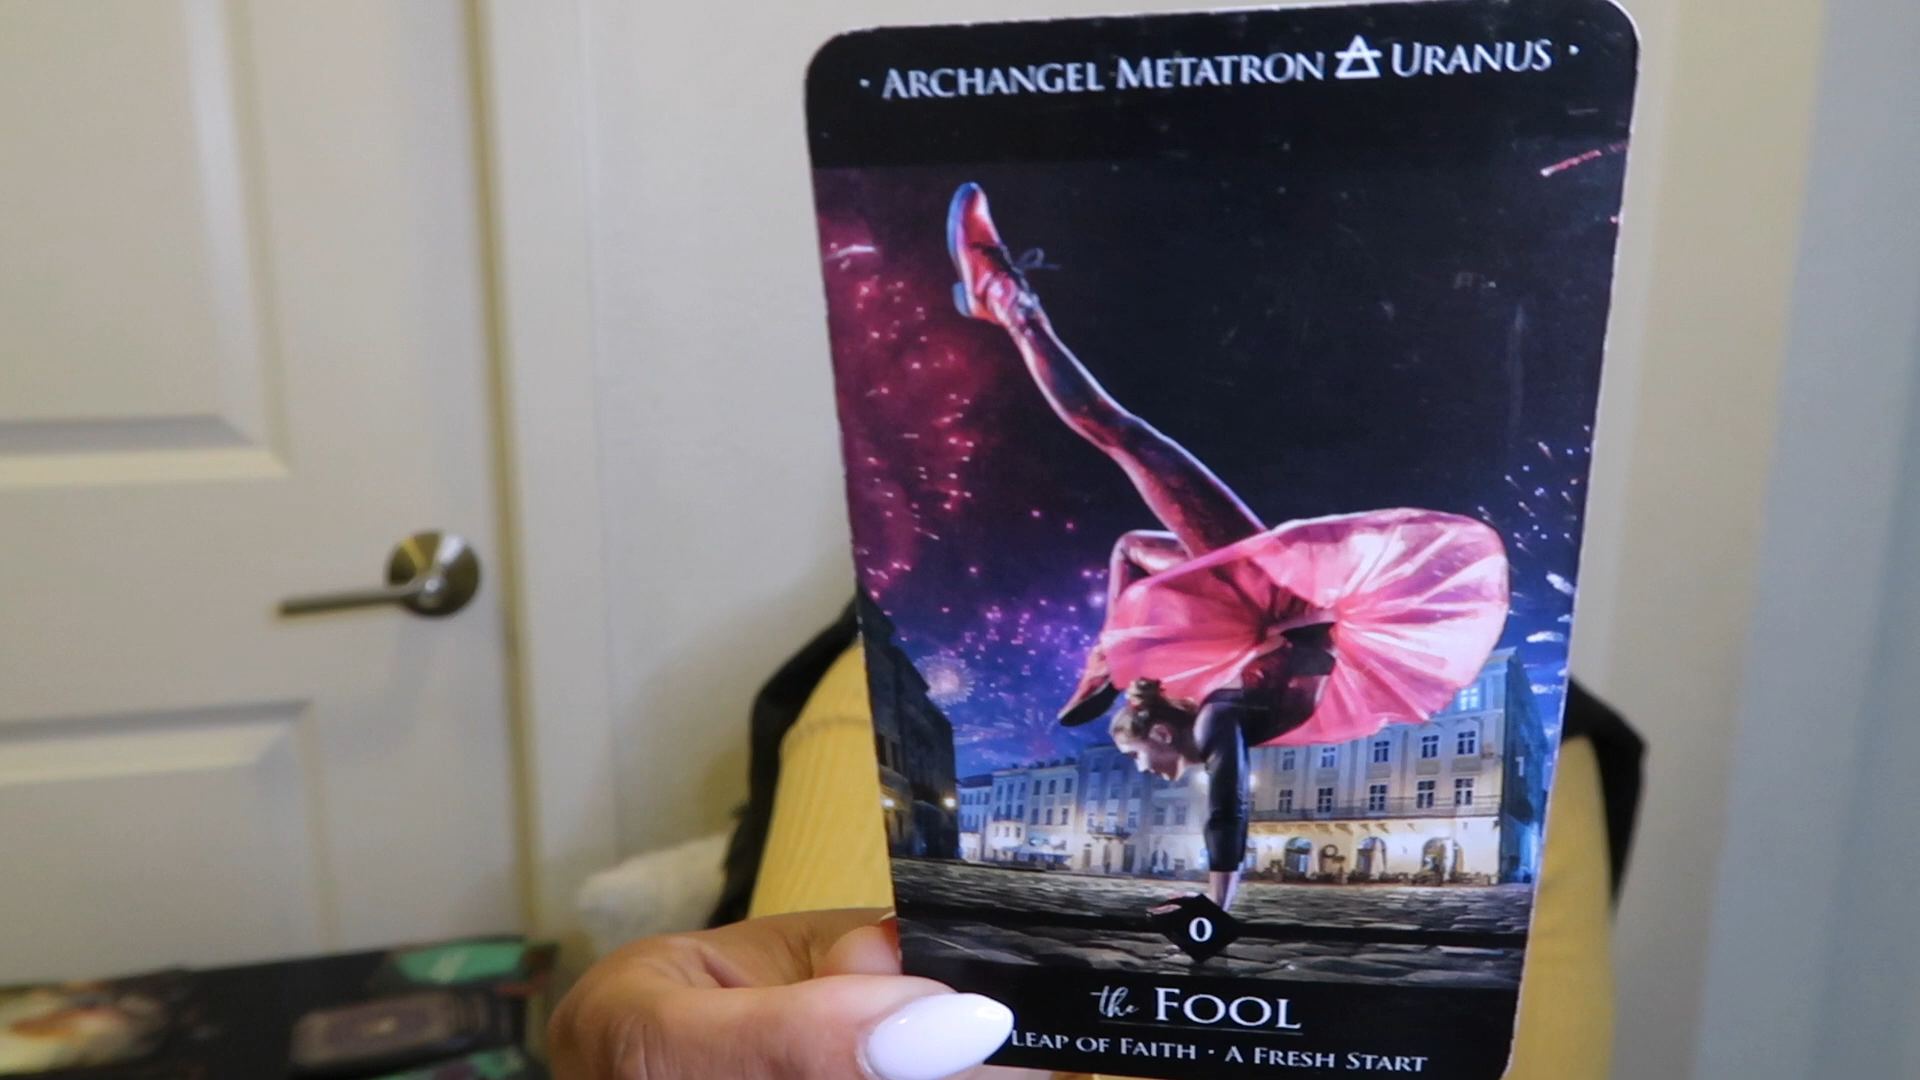 · ARCHANGEL METATRON 🜁 URANUS ·
0
the FOOL
LEAP OF FAITH · A FRESH START